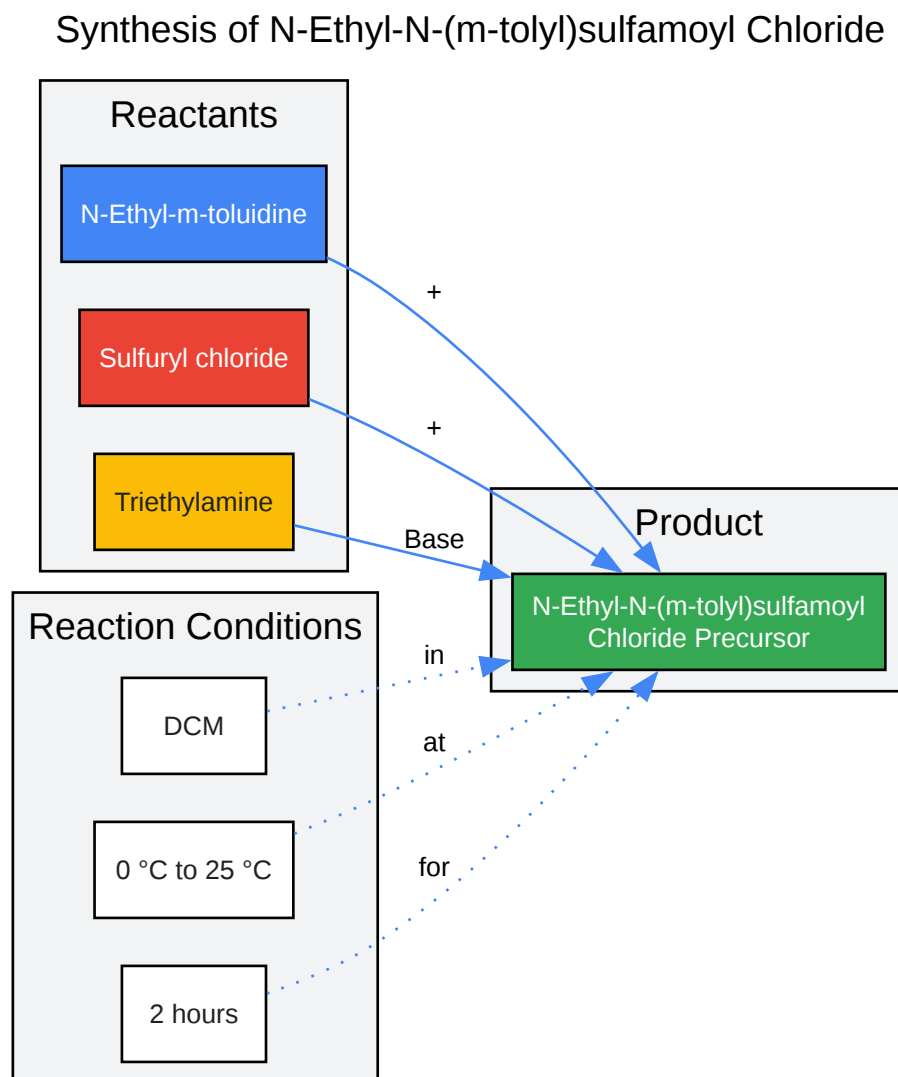 Synthesis of N-Ethyl-N-(m-tolyl)sulfamoyl Chloride
Reactants
N-Ethyl-m-toluidine
+
Sulfuryl chloride
+
Triethylamine
Base
Product
N-Ethyl-N-(m-tolyl)sulfamoyl
Chloride Precursor
Reaction Conditions
DCM
in
0 °C to 25 °C
at
2 hours
for